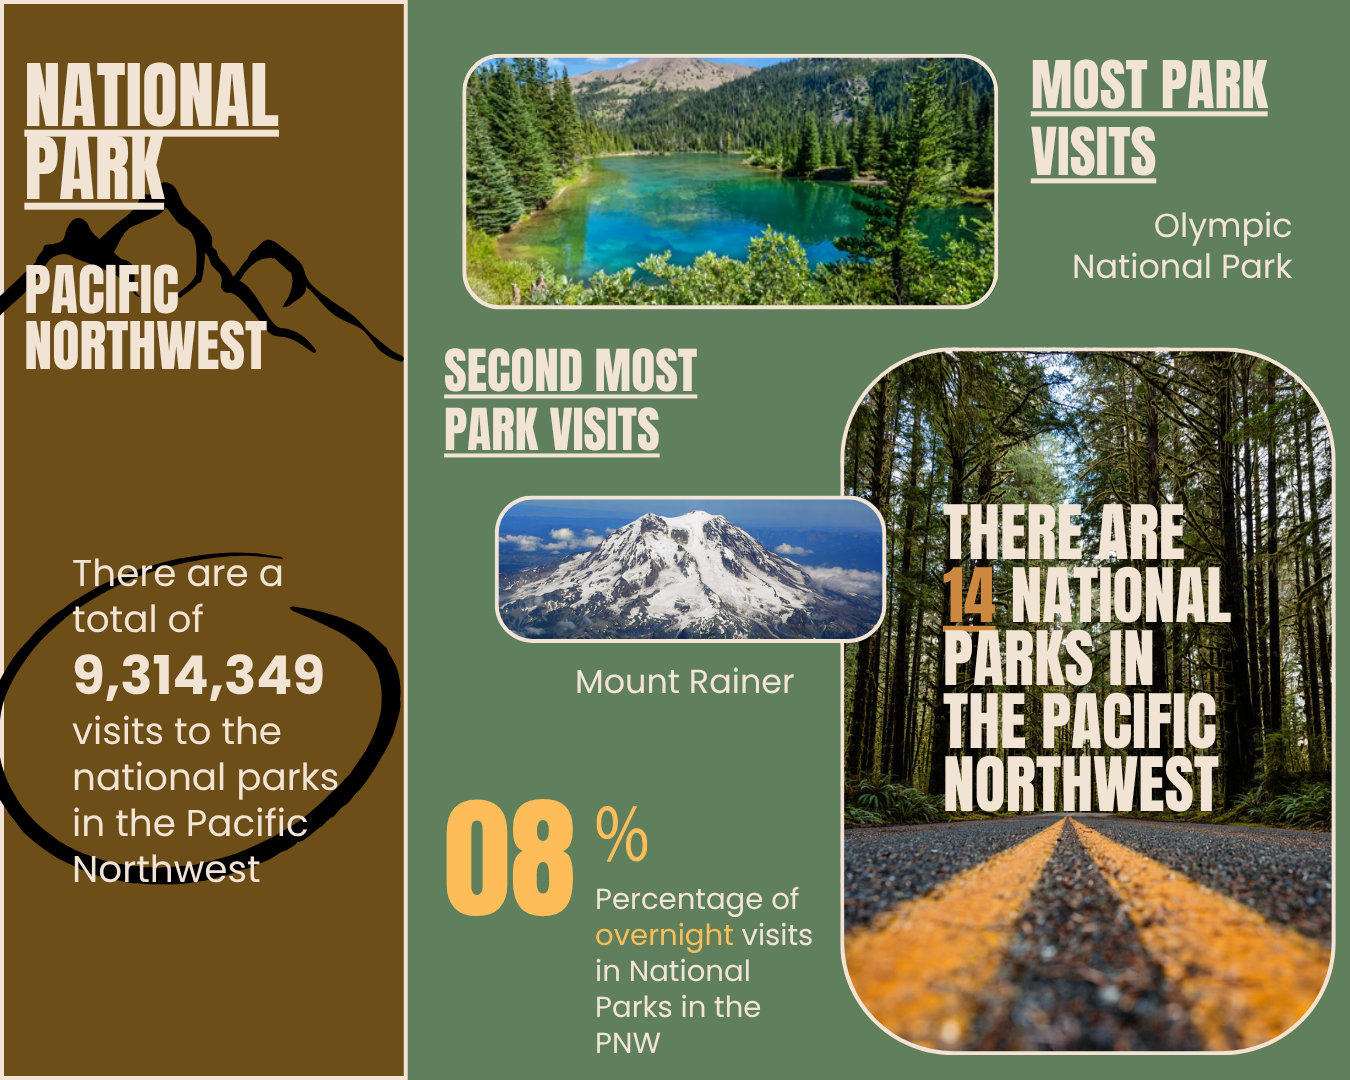 NATIONAL
PARK
PACIFIC
NORTHWEST
There are a
total of
9,314,349
visits to the
national parks
in the Pacific
Northwest
MOST PARK
VISITS
Olympic
National Park
SECOND MOST
PARK VISITS
Mount Rainer
THERE ARE
14 NATIONAL
PARKS IN
THE PACIFIC
NORTHWEST
08 %
Percentage of
overnight visits
in National
Parks in the
PNW